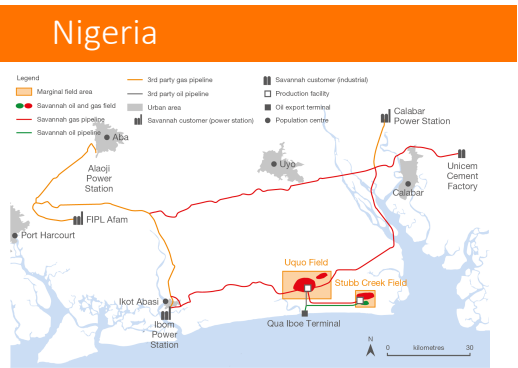 Nigeria
Legend
Marginal field area
Savannah oil and gas field
Savannah gas pipeline
Savannah oil pipeline
3rd party gas pipeline
3rd party oil pipeline
Urban area
Savannah customer (power station)
Savannah customer (industrial)
Production facility
Oil export terminal
Population centre
Calabar
Power Station
Aba
Alaoji
Power
Station
Uyo
Unicem
Cement
Factory
Calabar
FIPL Afam
Port Harcourt
Uquo Field
Stubb Creek Field
Ikot Abasi
Ibom
Power
Station
Qua Iboe Terminal
N
0 kilometres 30